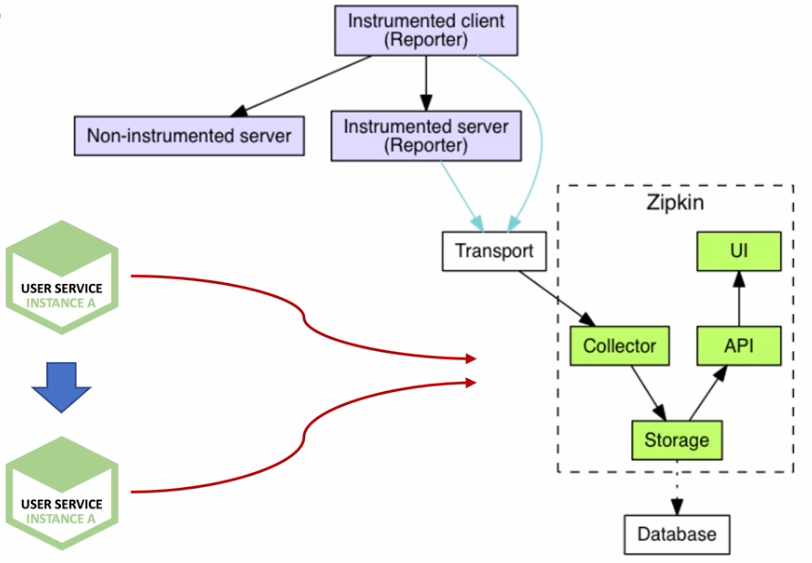 Instrumented client
(Reporter)
Non-instrumented server
Instrumented server
(Reporter)
Zipkin
Transport
UI
USER SERVICE
INSTANCE A
Collector
API
Storage
USER SERVICE
INSTANCE A
Database